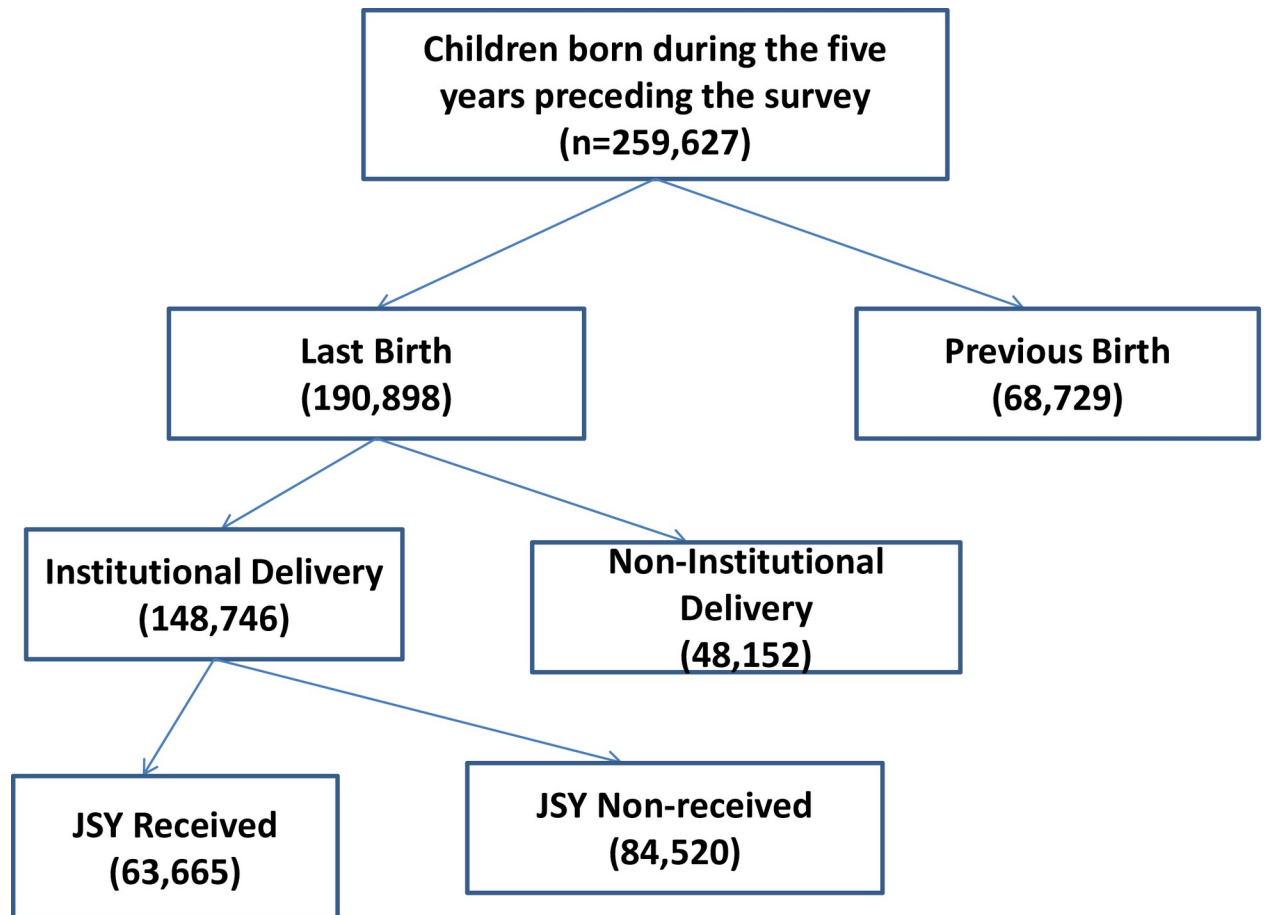 Children born during the five
years preceding the survey
(n=259,627)
Last Birth
(190,898)
Previous Birth
(68,729)
Institutional Delivery
(148,746)
Non-Institutional
Delivery
(48,152)
JSY Received
(63,665)
JSY Non-received
(84,520)